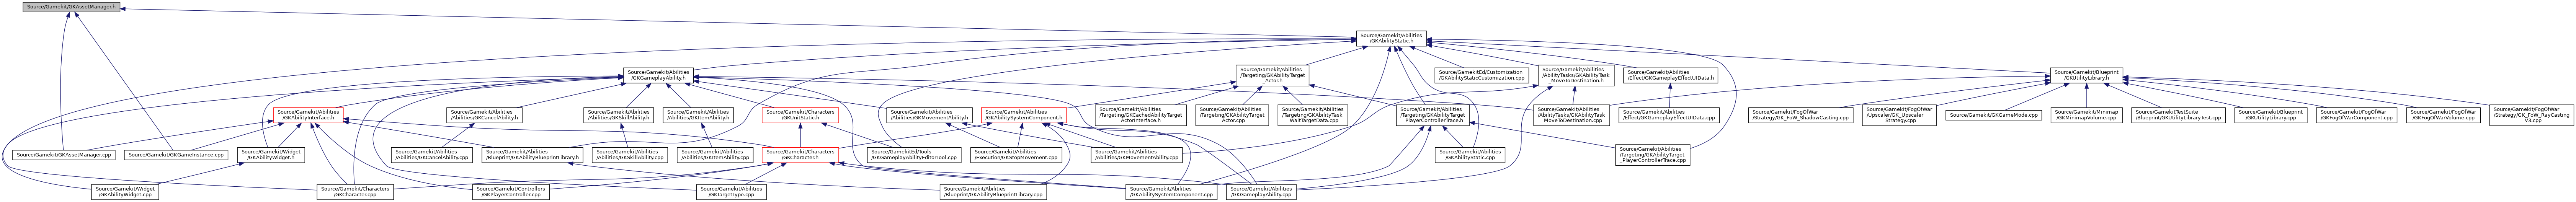 Source/Gamekit/GKAssetManager.h
Source/Gamekit/Abilities
/GKAbilityStatic.h
Source/Gamekit/Abilities
/GKGameplayAbility.h
Source/Gamekit/Abilities
/Targeting/GKAbilityTarget
_Actor.h
Source/GamekitEd/Customization
/GKAbilityStaticCustomization.cpp
Source/Gamekit/Abilities
/AbilityTasks/GKAbilityTask
_MoveToDestination.h
Source/Gamekit/Abilities
/Effect/GKGameplayEffectUIData.h
Source/Gamekit/Blueprint
/GKUtilityLibrary.h
Source/Gamekit/Abilities
/GKAbilityInterface.h
Source/Gamekit/Abilities
/Abilities/GKCancelAbility.h
Source/Gamekit/Abilities
/Abilities/GKSkillAbility.h
Source/Gamekit/Abilities
/Abilities/GKItemAbility.h
Source/Gamekit/Characters
/GKUnitStatic.h
Source/Gamekit/Abilities
/Abilities/GKMovementAbility.h
Source/Gamekit/Abilities
/GKAbilitySystemComponent.h
Source/Gamekit/Abilities
/Targeting/GKCachedAbilityTarget
ActorInterface.h
Source/Gamekit/Abilities
/Targeting/GKAbilityTarget
_Actor.cpp
Source/Gamekit/Abilities
/Targeting/GKAbilityTask
_WaitTargetData.cpp
Source/Gamekit/Abilities
/Targeting/GKAbilityTarget
_PlayerControllerTrace.h
Source/Gamekit/Abilities
/AbilityTasks/GKAbilityTask
_MoveToDestination.cpp
Source/Gamekit/Abilities
/Effect/GKGameplayEffectUIData.cpp
Source/Gamekit/FogOfWar
/Strategy/GK_FoW_ShadowCasting.cpp
Source/Gamekit/FogOfWar
/Upscaler/GK_Upscaler
_Strategy.cpp
Source/Gamekit/GKGameMode.cpp
Source/Gamekit/Minimap
/GKMinimapVolume.cpp
Source/GamekitTestSuite
/Blueprint/GKUtilityLibraryTest.cpp
Source/Gamekit/Blueprint
/GKUtilityLibrary.cpp
Source/Gamekit/FogOfWar
/GKFogOfWarComponent.cpp
Source/Gamekit/FogOfWar
/GKFogOfWarVolume.cpp
Source/Gamekit/FogOfWar
/Strategy/GK_FoW_RayCasting
_V3.cpp
Source/Gamekit/GKAssetManager.cpp
Source/Gamekit/GKGameInstance.cpp
Source/Gamekit/Widget
/GKAbilityWidget.h
Source/Gamekit/Abilities
/Abilities/GKCancelAbility.cpp
Source/Gamekit/Abilities
/Blueprint/GKAbilityBlueprintLibrary.h
Source/Gamekit/Abilities
/Abilities/GKSkillAbility.cpp
Source/Gamekit/Abilities
/Abilities/GKItemAbility.cpp
Source/Gamekit/Characters
/GKCharacter.h
Source/GamekitEd/Tools
/GKGameplayAbilityEditorTool.cpp
Source/Gamekit/Abilities
/Execution/GKStopMovement.cpp
Source/Gamekit/Abilities
/Abilities/GKMovementAbility.cpp
Source/Gamekit/Abilities
/GKAbilityStatic.cpp
Source/Gamekit/Abilities
/Targeting/GKAbilityTarget
_PlayerControllerTrace.cpp
Source/Gamekit/Widget
/GKAbilityWidget.cpp
Source/Gamekit/Characters
/GKCharacter.cpp
Source/Gamekit/Controllers
/GKPlayerController.cpp
Source/Gamekit/Abilities
/GKTargetType.cpp
Source/Gamekit/Abilities
/Blueprint/GKAbilityBlueprintLibrary.cpp
Source/Gamekit/Abilities
/GKAbilitySystemComponent.cpp
Source/Gamekit/Abilities
/GKGameplayAbility.cpp